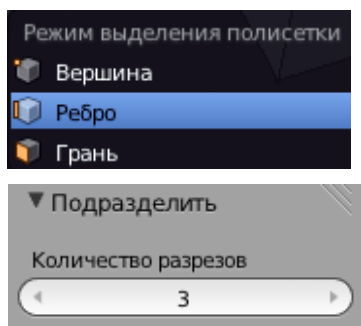 Режим выделения полисетки
Вершина
Ребро
Грань
Подразделить
Количество разрезов
3